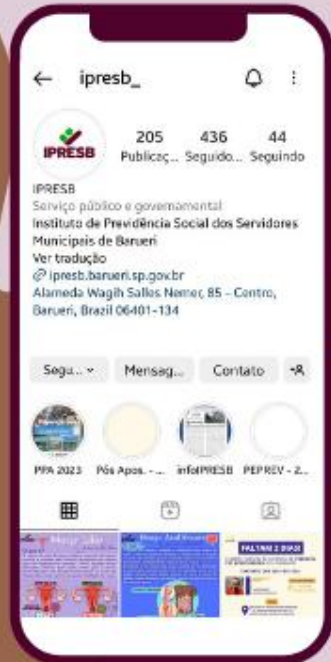 ipresb_
IPRESB
205 436 44
Publicaç... Seguido... Seguindo
IPRESB
Serviço público e governamental
Instituto de Previdência Social dos Servidores
Municipais de Barueri
Ver tradução
ipresb.barueri.sp.gov.br
Alameda Wagih Salles Nemer, 85 - Centro,
Barueri, Brazil 06401-134
Segu... Mensag... Contato
PPA 2023 Pós Apos. - ... infoIPRESB PEPREV - 2...
FALTAM 2 DIAS!